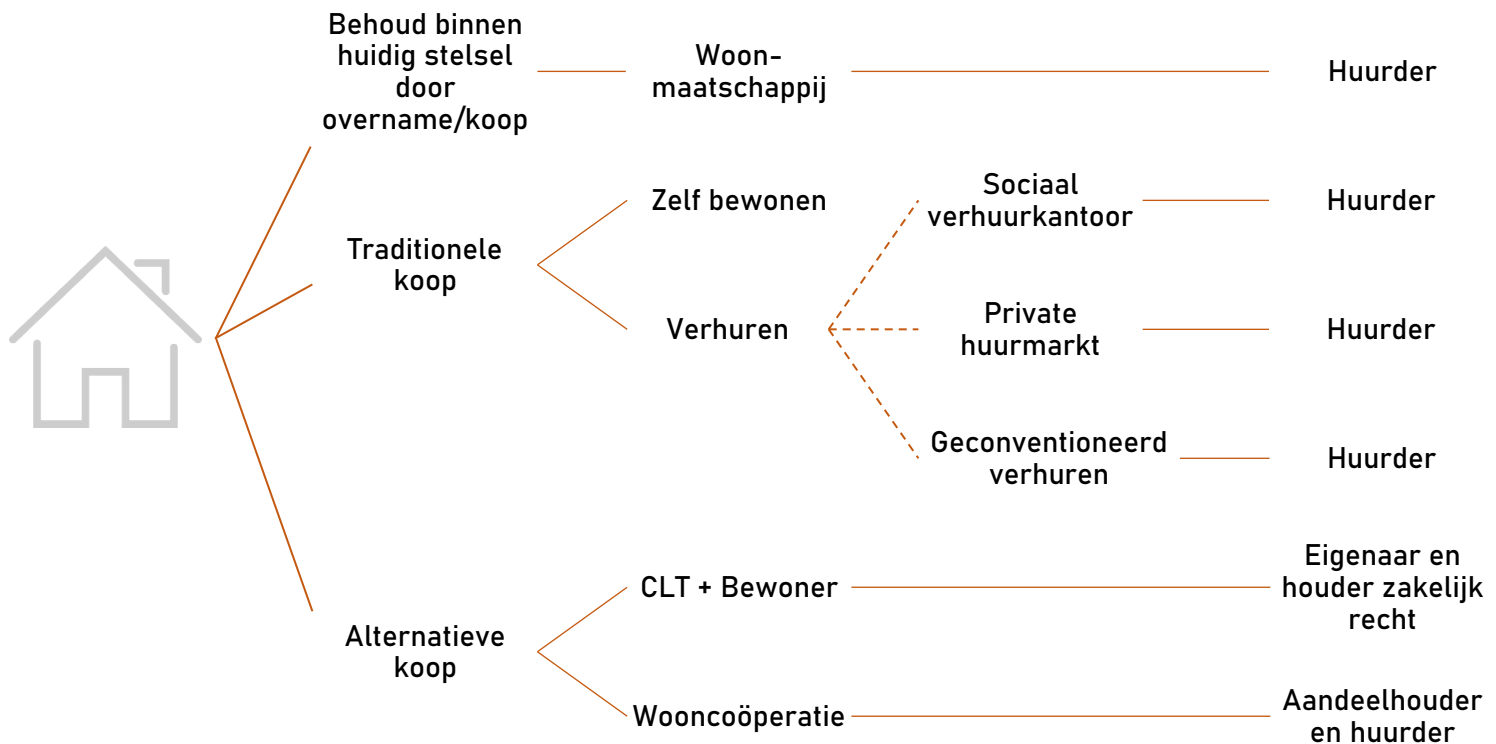 Behoud binnen
huidig stelsel
door
overname/koop
Woon-
maatschappij
Huurder
Traditionele
koop
Zelf bewonen
Verhuren
Sociaal
verhuurkantoor
Huurder
Private
huurmarkt
Huurder
Geconventioneerd
verhuren
Huurder
Alternatieve
koop
CLT + Bewoner
Eigenaar en
houder zakelijk
recht
Wooncoöperatie
Aandeelhouder
en huurder